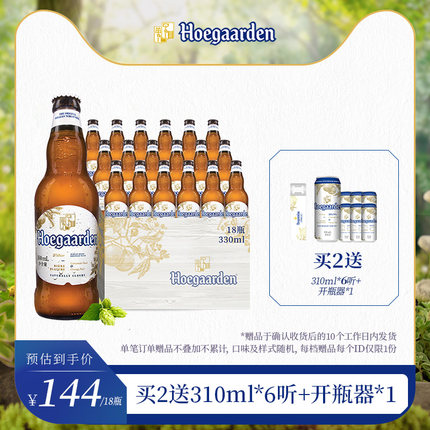 Hoegaarden
Hoegaarden
18瓶
330ml
Hoegaarden
买2送
310ml*6听+
开瓶器*1
*赠品于确认收货后的10个工作日内发货
单笔订单赠品不叠加不累计, 口味及样式随机, 每档赠品每个ID仅限1份
预估到手价
¥144/18瓶
买2送310ml*6听+开瓶器*1